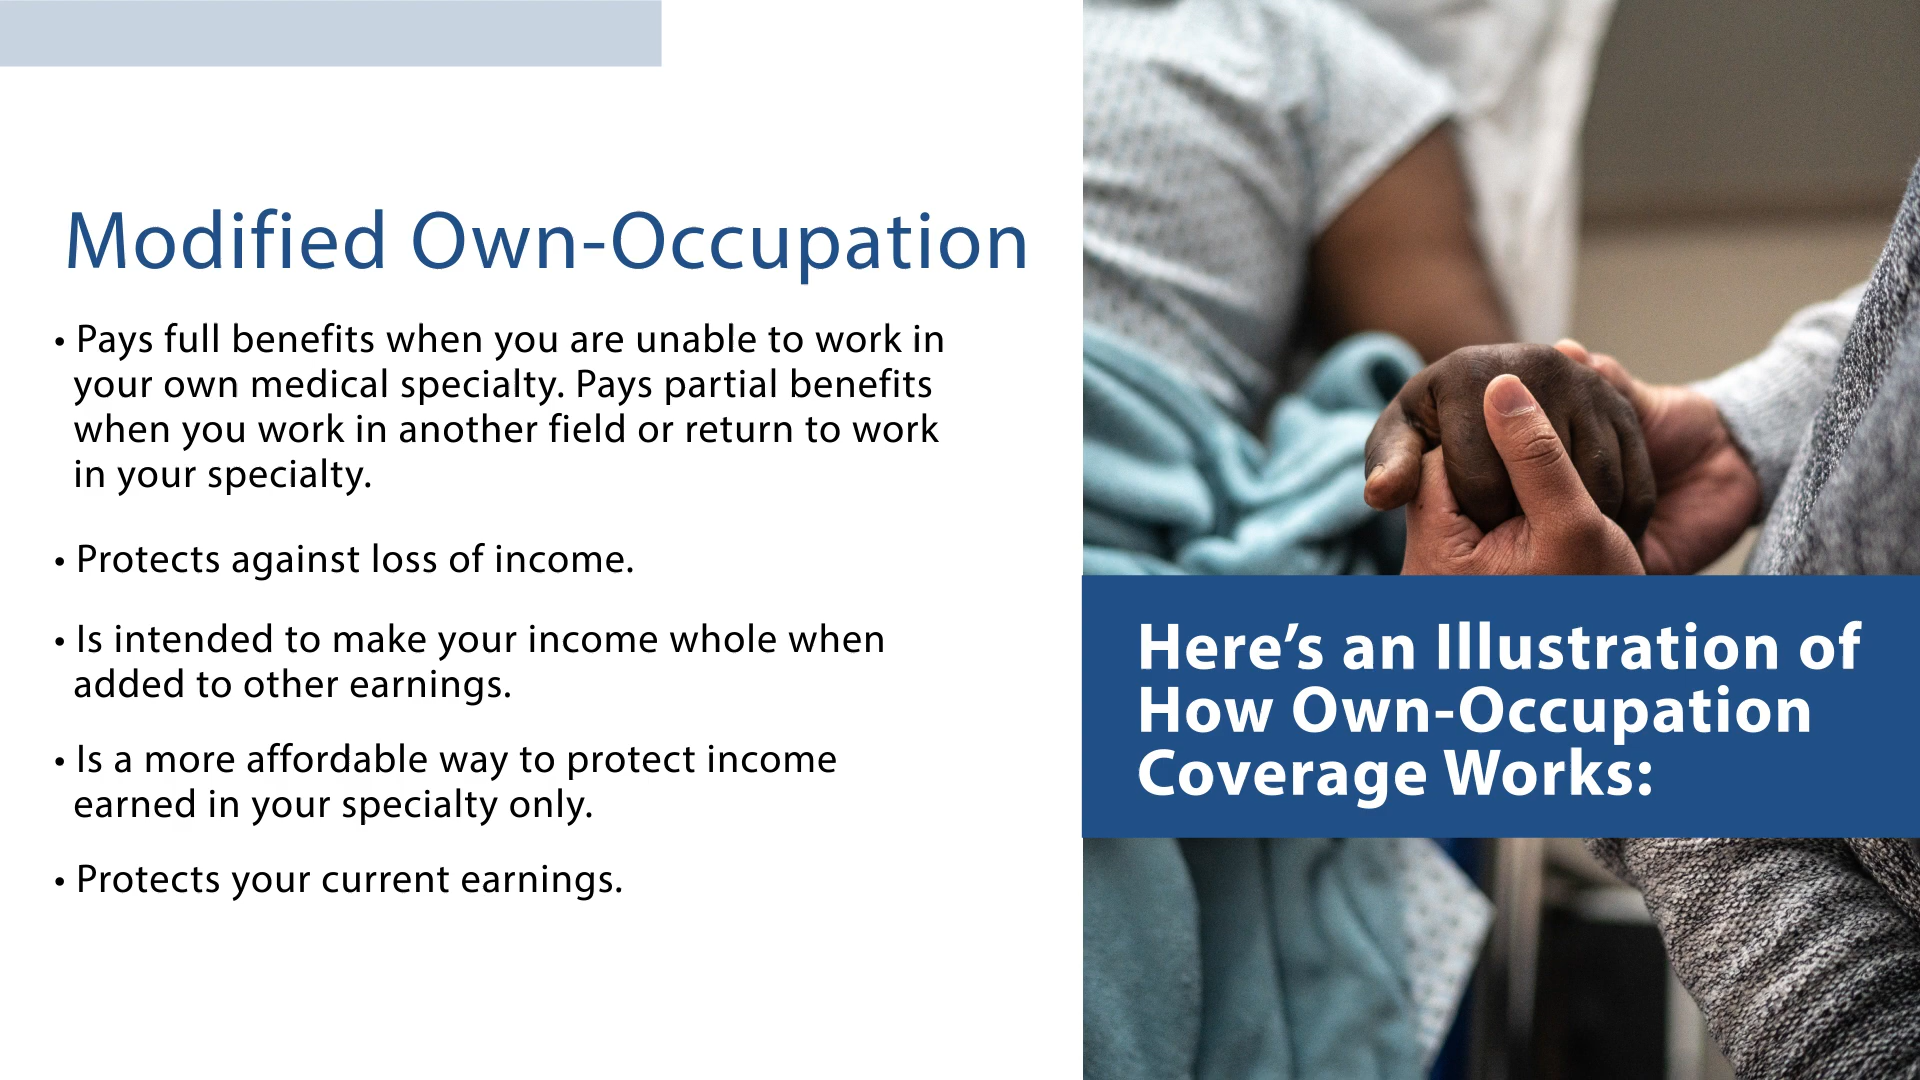 Modified Own-Occupation
• Pays full benefits when you are unable to work in
your own medical specialty. Pays partial benefits
when you work in another field or return to work
in your specialty.
• Protects against loss of income.
• Is intended to make your income whole when
added to other earnings.
• Is a more affordable way to protect income
earned in your specialty only.
• Protects your current earnings.
Here’s an Illustration of
How Own-Occupation
Coverage Works: